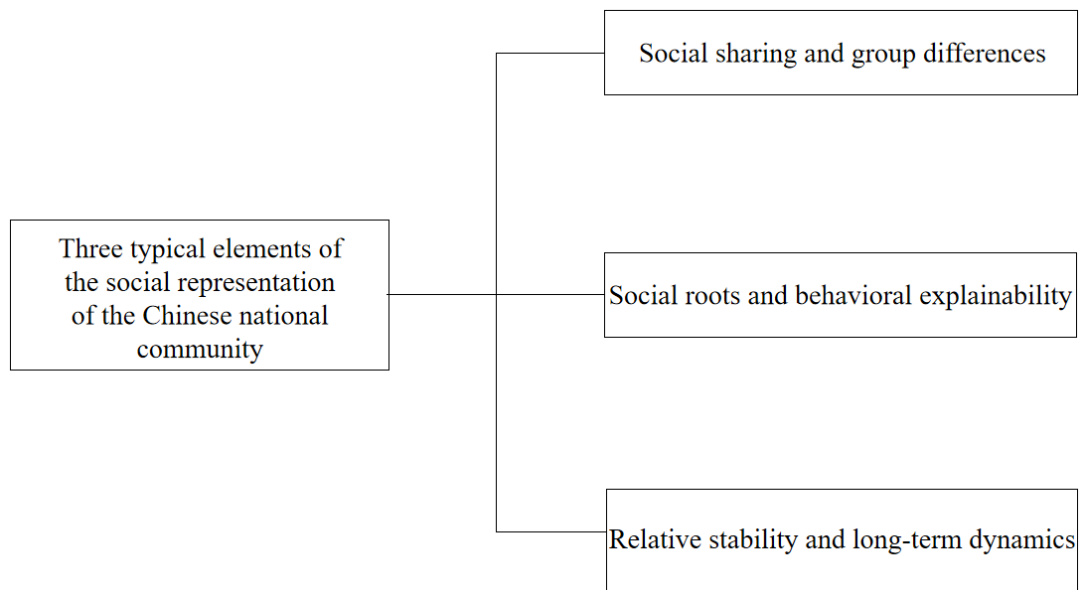 Social sharing and group differences
Three typical elements of
the social representation
of the Chinese national
community
Social roots and behavioral explainability
Relative stability and long-term dynamics